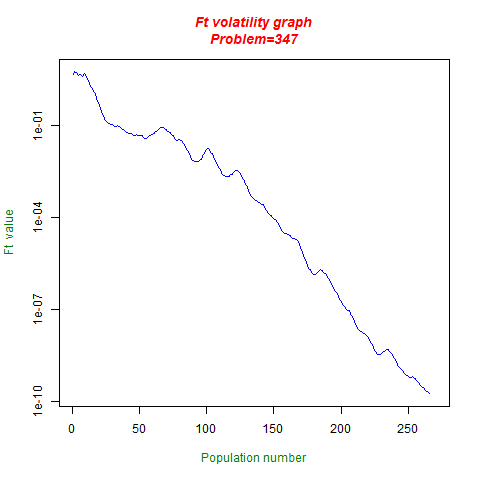 Ft volatility graph
Problem=347
1e-01
1e-04
1e-07
1e-10
Ft value
0 50 100 150 200 250
Population number